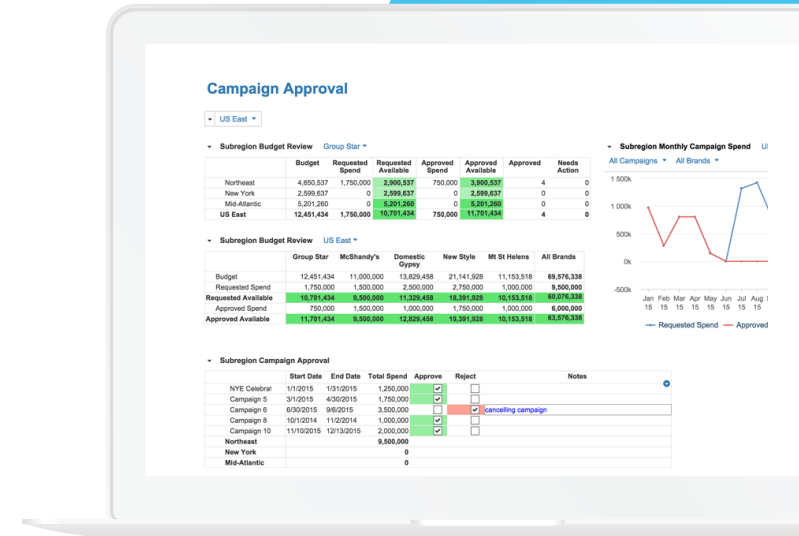 Campaign Approval
US East
Subregion Budget Review Group Star
Budget Requested Spend Requested Available Approved Spend Approved Available Approved Needs Action
Northeast 4,650,537 1,750,000 2,900,537 750,000 3,900,537 4 0
New York 2,599,637 0 2,599,637 0 2,599,637 0 0
Mid-Atlantic 5,201,260 0 5,201,260 0 5,201,260 0 0
US East 12,451,434 1,750,000 10,701,434 750,000 11,701,434 4 0
Subregion Monthly Campaign Spend
All Campaigns All Brands
1 500k
1 000k
500k
0k
-500k
Jan 15 Feb 15 Mar 15 Apr 15 May 15 Jun 15 Jul 15 Aug 15
Requested Spend Approved
Subregion Budget Review US East
Group Star McShandy's Domestic Gypsy New Style Mt St Helens All Brands
Budget 12,451,434 11,000,000 13,829,458 21,141,928 11,153,518 69,576,338
Requested Spend 1,750,000 1,500,000 2,500,000 2,750,000 1,000,000 9,500,000
Requested Available 10,701,434 9,500,000 11,329,458 18,391,928 10,153,518 60,076,338
Approved Spend 750,000 1,500,000 1,000,000 1,750,000 1,000,000 6,000,000
Approved Available 11,701,434 9,500,000 12,829,458 19,391,928 10,153,518 63,576,338
Subregion Campaign Approval
Start Date End Date Total Spend Approve Reject Notes
NYE Celebrat 1/1/2015 1/31/2015 1,250,000
Campaign 5 3/1/2015 4/30/2015 1,750,000
Campaign 6 6/30/2015 9/6/2015 3,500,000 cancelling campaign
Campaign 8 10/1/2014 11/2/2014 1,000,000
Campaign 10 11/10/2015 12/13/2015 2,000,000
Northeast 9,500,000
New York 0
Mid-Atlantic 0